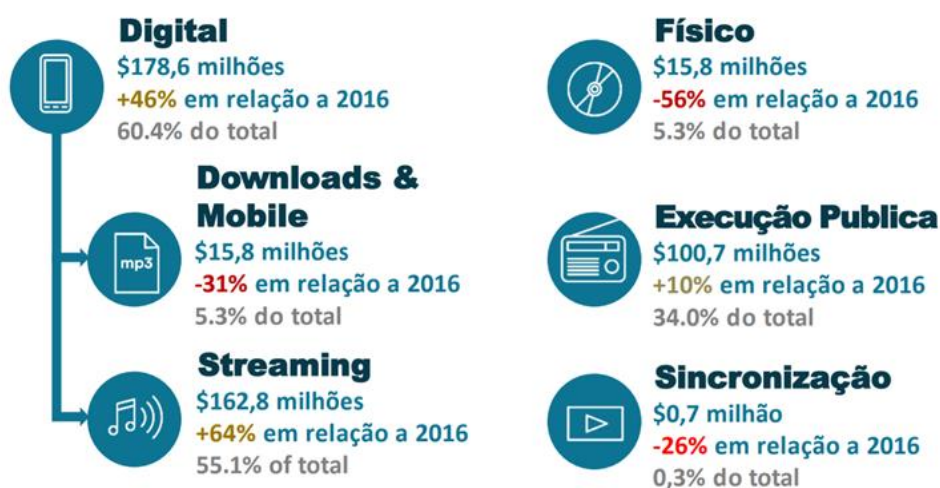 Digital
$178,6 milhões
+46% em relação a 2016
60.4% do total
Downloads &
Mobile
mp3
$15,8 milhões
-31% em relação a 2016
5.3% do total
Streaming
$162,8 milhões
+64% em relação a 2016
55.1% of total
Físico
$15,8 milhões
-56% em relação a 2016
5.3% do total
Execução Publica
$100,7 milhões
+10% em relação a 2016
34.0% do total
Sincronização
$0,7 milhão
-26% em relação a 2016
0,3% do total